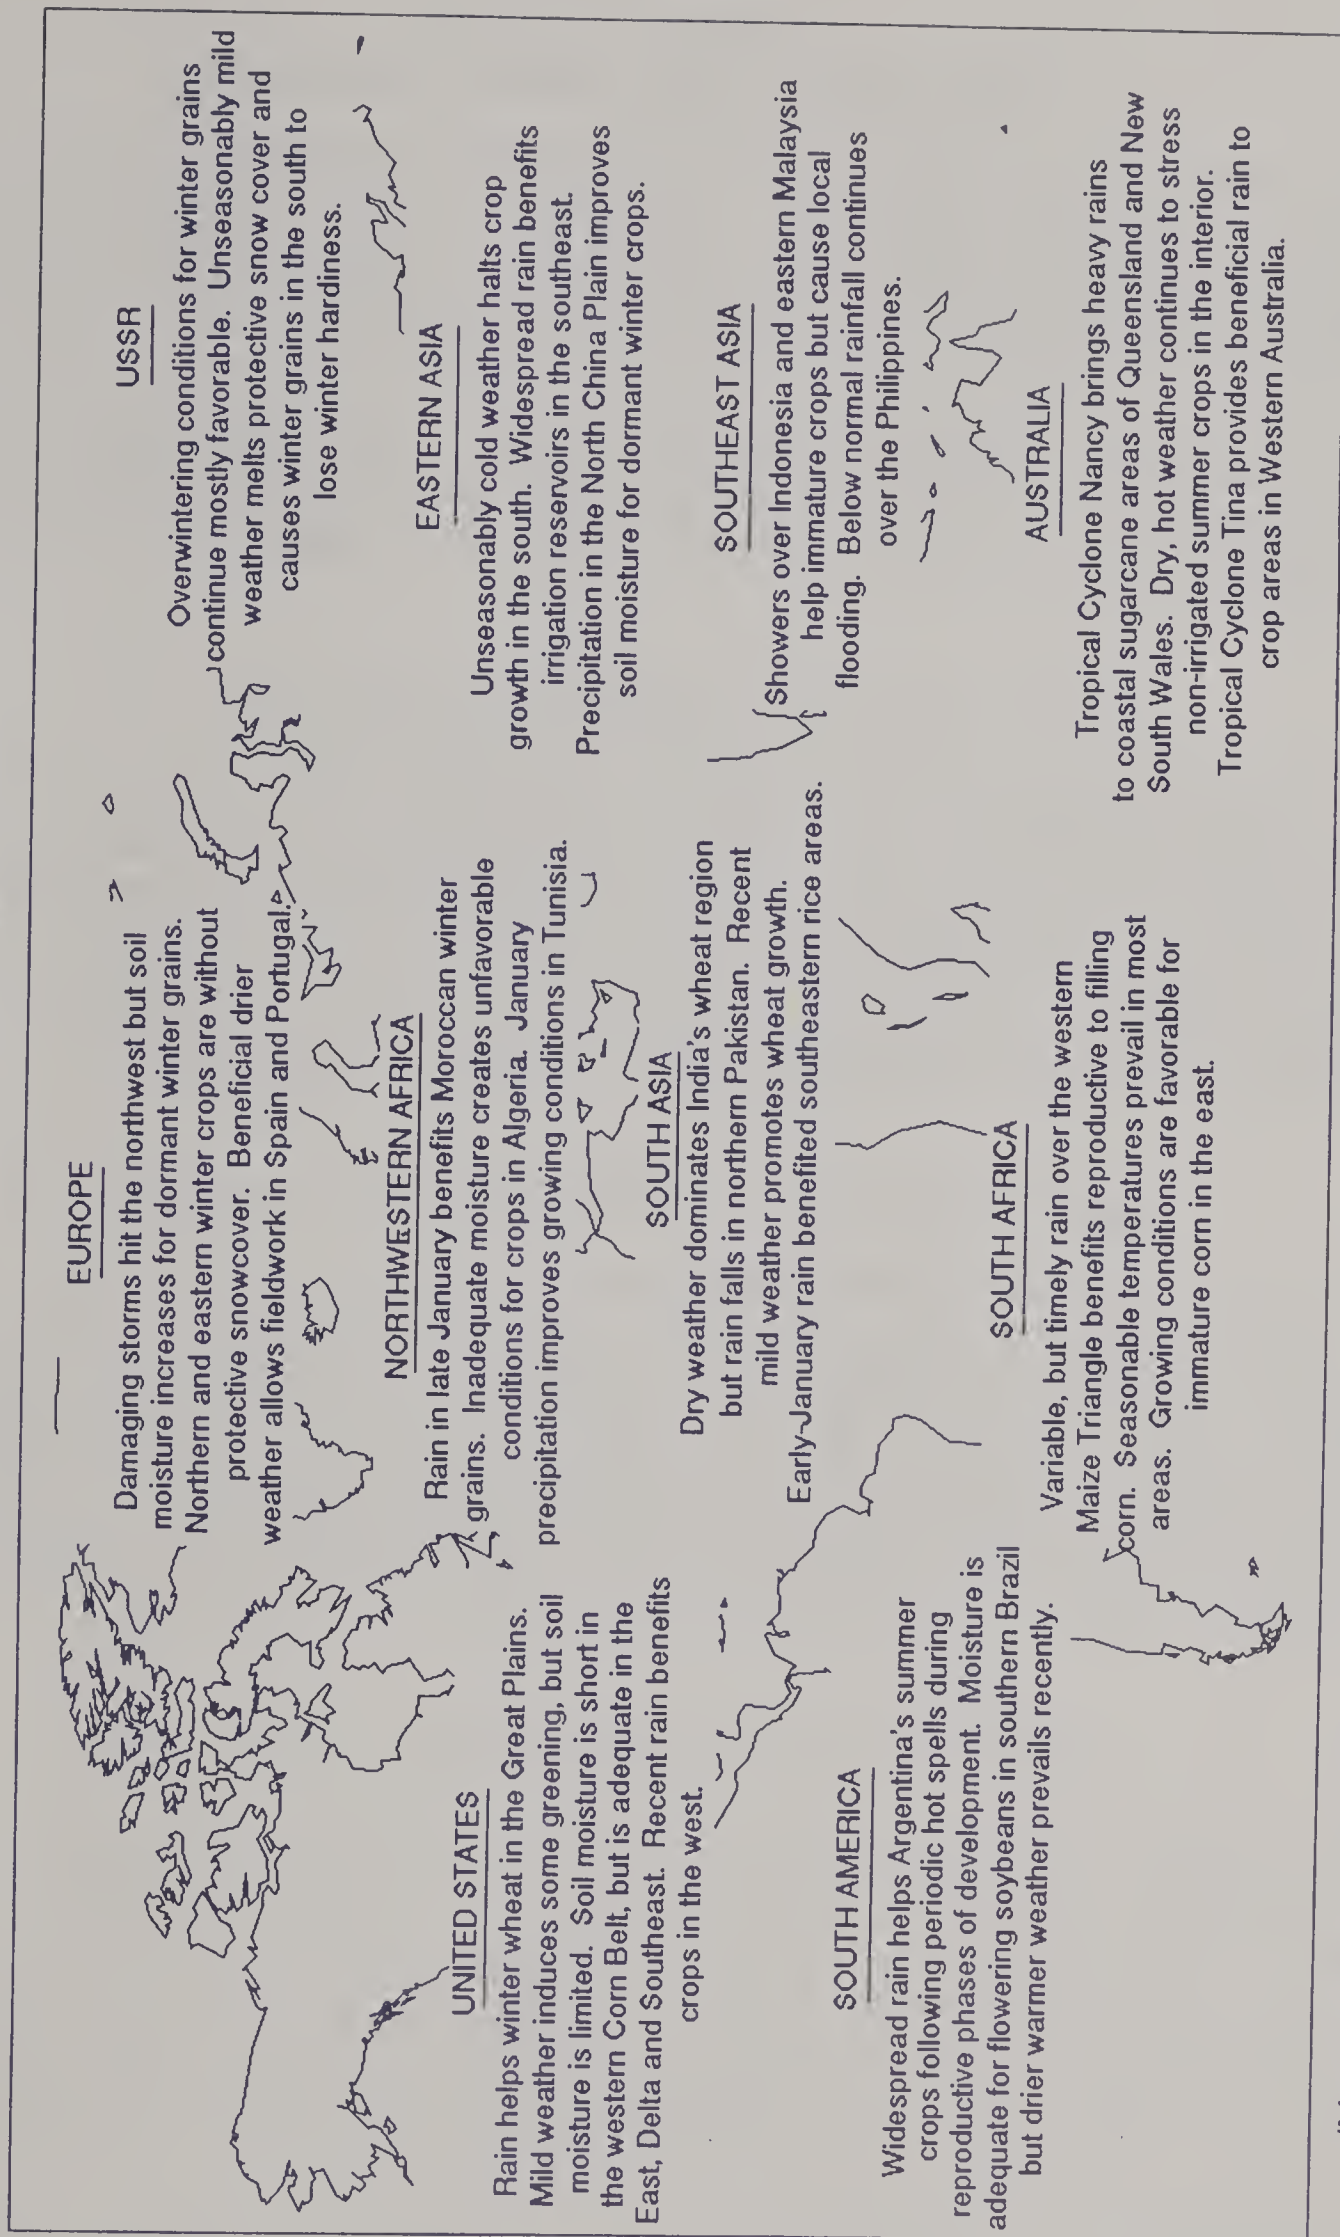 EUROPE
Damaging storms hit the northwest but soil
moisture increases for dormant winter grains.
Northern and eastern winter crops are without
protective snowcover. Beneficial drier
weather allows fieldwork in Spain and Portugal.
USSR
Overwintering conditions for winter grains
continue mostly favorable. Unseasonably mild
weather melts protective snow cover and
causes winter grains in the south to
lose winter hardiness.
UNITED STATES
Rain helps winter wheat in the Great Plains.
Mild weather induces some greening, but soil
moisture is limited. Soil moisture is short in
the western Corn Belt, but is adequate in the
East, Delta and Southeast. Recent rain benefits
crops in the west.
NORTHWESTERN AFRICA
Rain in late January benefits Moroccan winter
grains. Inadequate moisture creates unfavorable
conditions for crops in Algeria. January
precipitation improves growing conditions in Tunisia.
EASTERN ASIA
Unseasonably cold weather halts crop
growth in the south. Widespread rain benefits
irrigation reservoirs in the southeast.
Precipitation in the North China Plain improves
soil moisture for dormant winter crops.
SOUTH ASIA
Dry weather dominates India's wheat region
but rain falls in northern Pakistan. Recent
mild weather promotes wheat growth.
Early-January rain benefited southeastern rice areas.
SOUTHEAST ASIA
Showers over Indonesia and eastern Malaysia
help immature crops but cause local
flooding. Below normal rainfall continues
over the Philippines.
SOUTH AMERICA
Widespread rain helps Argentina's summer
crops following periodic hot spells during
reproductive phases of development. Moisture is
adequate for flowering soybeans in southern Brazil
but drier warmer weather prevails recently.
SOUTH AFRICA
Variable, but timely rain over the western
Maize Triangle benefits reproductive to filling
corn. Seasonable temperatures prevail in most
areas. Growing conditions are favorable for
immature corn in the east.
AUSTRALIA
Tropical Cyclone Nancy brings heavy rains
to coastal sugarcane areas of Queensland and New
South Wales. Dry, hot weather continues to stress
non-irrigated summer crops in the interior.
Tropical Cyclone Tina provides beneficial rain to
crop areas in Western Australia.